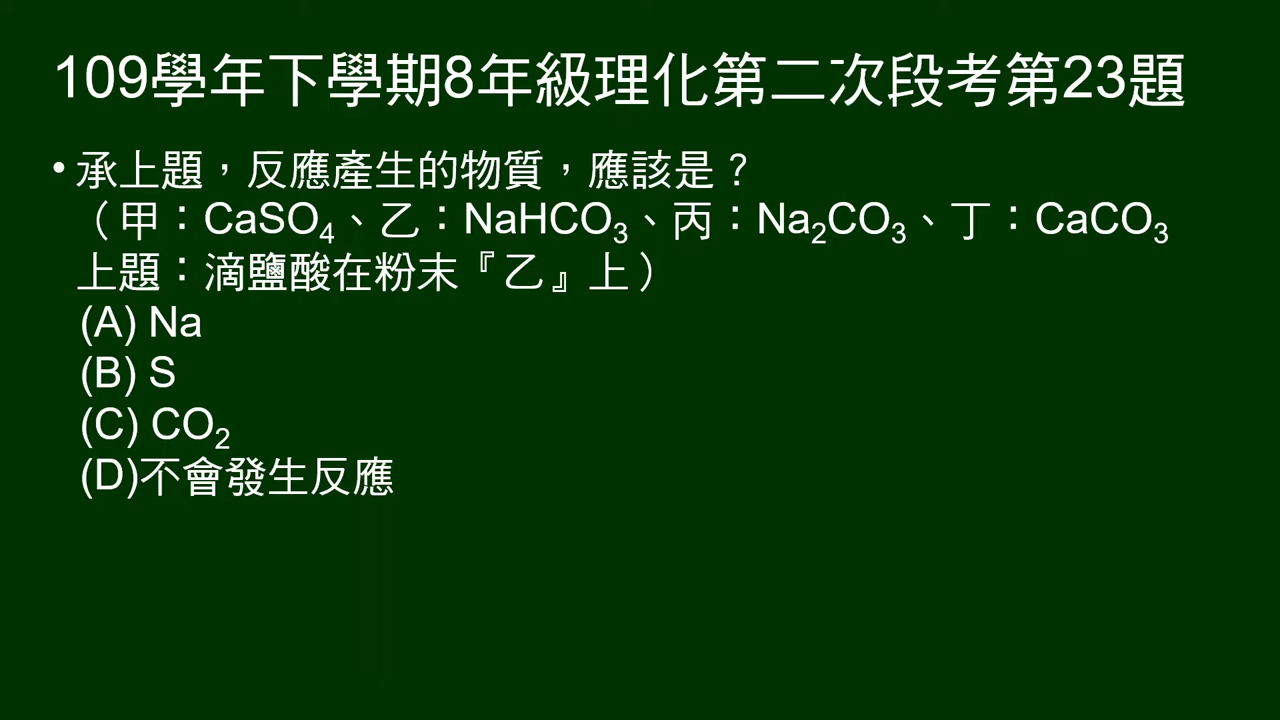 109學年下學期8年級理化第二次段考第23題
•承上題，反應產生的物質，應該是？
（甲：CaSO₄、乙：NaHCO₃、丙：Na₂CO₃、丁：CaCO₃
上題：滴鹽酸在粉末『乙』上）
(A) Na
(B) S
(C) CO₂
(D)不會發生反應